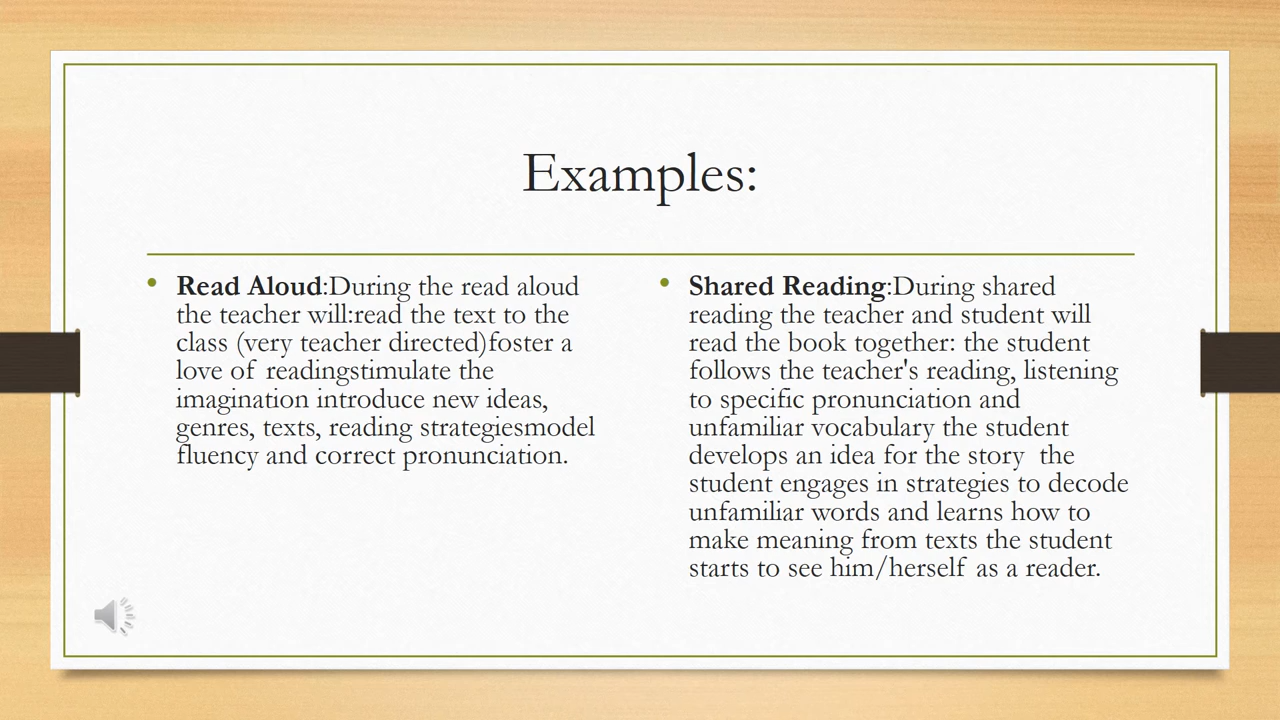 Examples:
Read Aloud:During the read aloud
the teacher will:read the text to the
class (very teacher directed)foster a
love of readingstimulate the
imagination introduce new ideas,
genres, texts, reading strategiesmodel
fluency and correct pronunciation.
Shared Reading:During shared
reading the teacher and student will
read the book together: the student
follows the teacher's reading, listening
to specific pronunciation and
unfamiliar vocabulary the student
develops an idea for the story  the
student engages in strategies to decode
unfamiliar words and learns how to
make meaning from texts the student
starts to see him/herself as a reader.